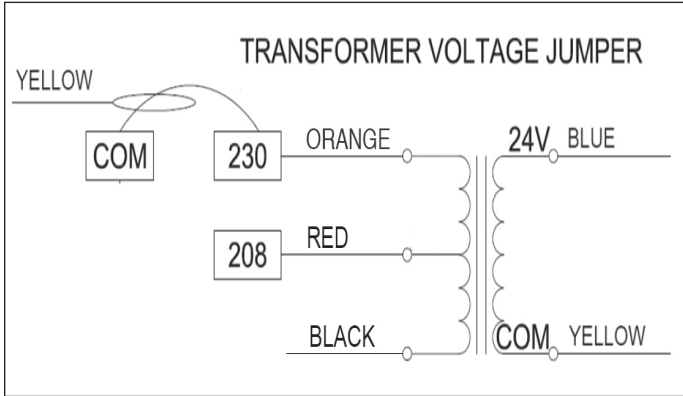 TRANSFORMER VOLTAGE JUMPER
YELLOW
COM
230
ORANGE
24V
BLUE
208
RED
BLACK
COM
YELLOW